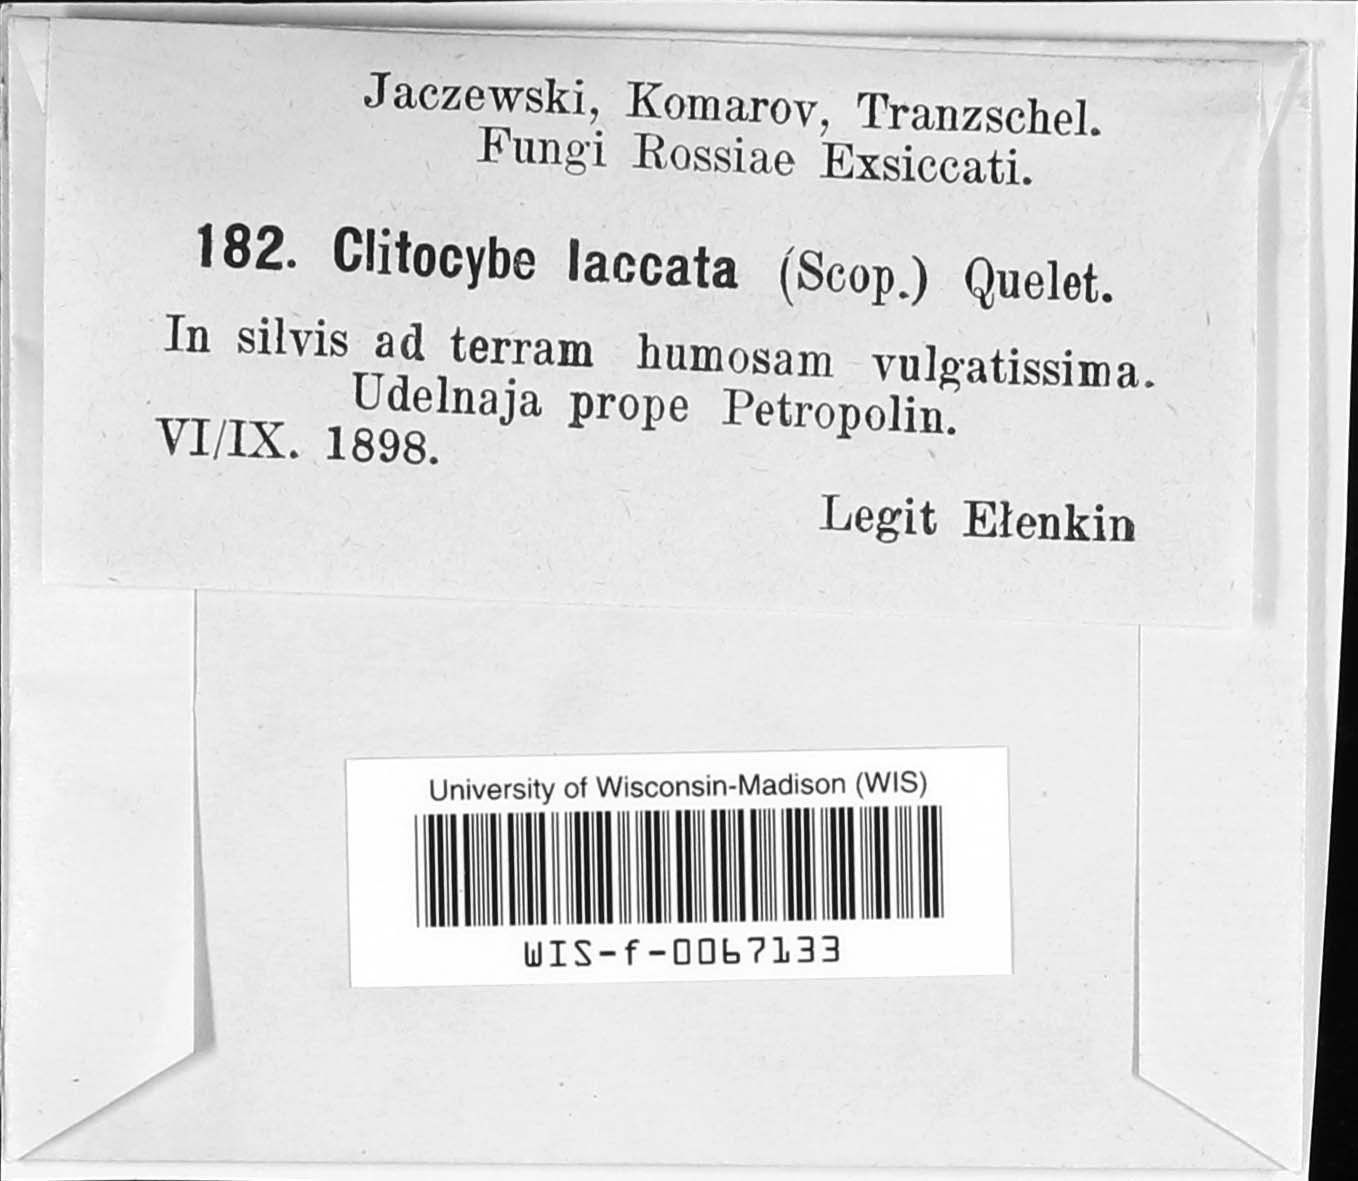 Jaczewski, Komarov, Tranzschel.
Fungi Rossiae Exsiccati.
182. Clitocybe laccata (Scop.) Quelet.
In silvis ad terram humosam vulgatissima.
Udelnaja prope Petropolin.
VI/IX. 1898.
Legit Ełenkin
University of Wisconsin-Madison (WIS)
WIS-f-0067133